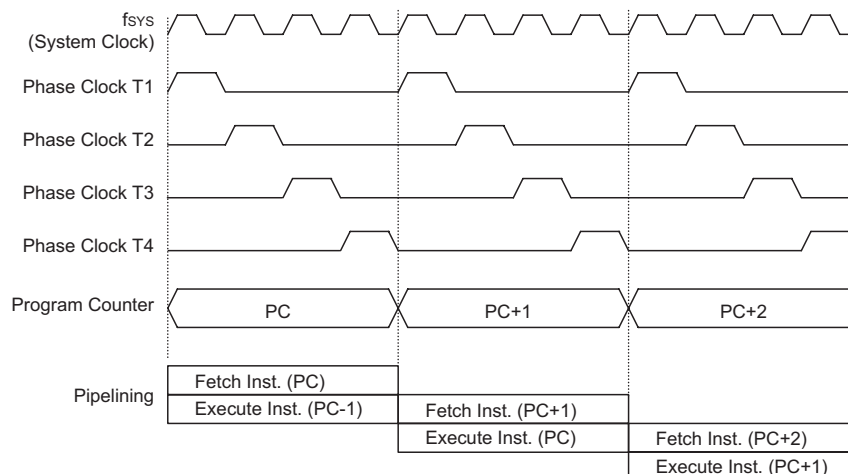 fSYS
(System Clock)
Phase Clock T1
Phase Clock T2
Phase Clock T3
Phase Clock T4
Program Counter
PC
PC+1
PC+2
Pipelining
Fetch Inst. (PC)
Execute Inst. (PC-1)
Fetch Inst. (PC+1)
Execute Inst. (PC)
Fetch Inst. (PC+2)
Execute Inst. (PC+1)